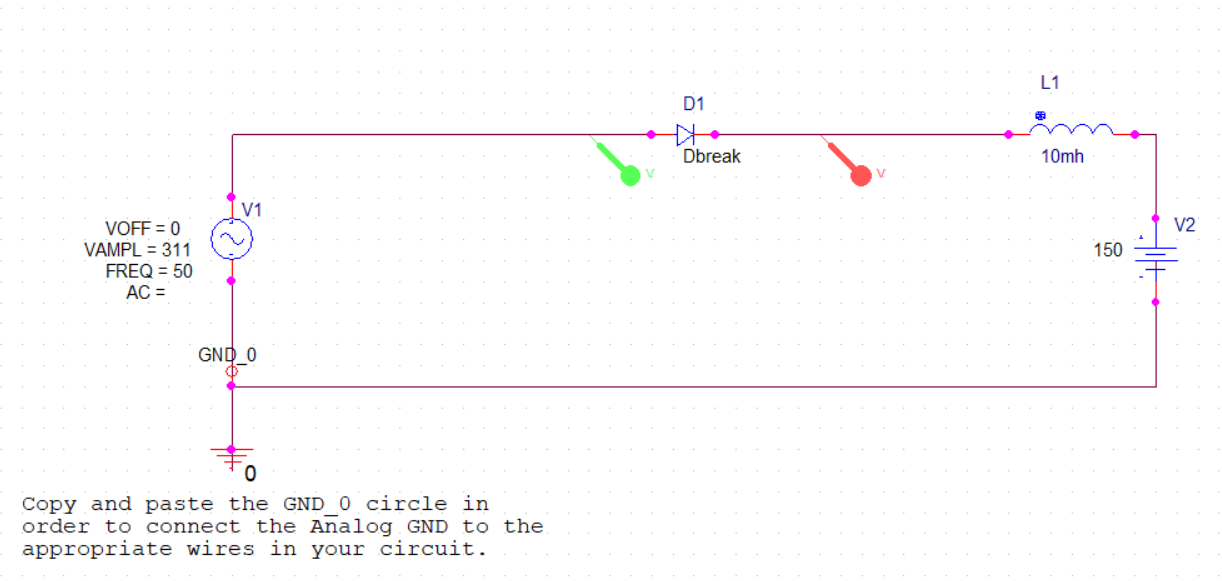 L1
D1
Dbreak
V
V
10mh
V1
VOFF = 0
VAMPL = 311
FREQ = 50
AC =
V2
150
GND_0
0
Copy and paste the GND_0 circle in
order to connect the Analog GND to the
appropriate wires in your circuit.